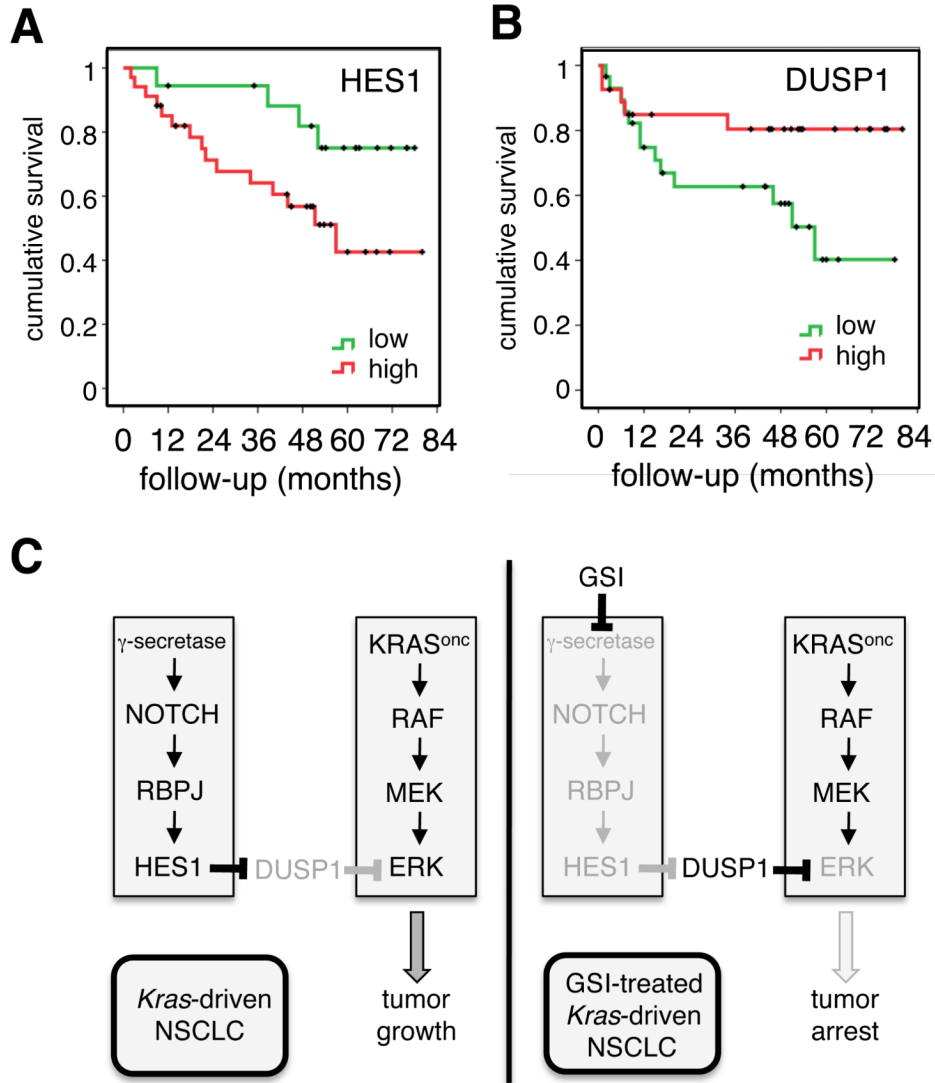 A
HES1
cumulative survival
1
0.8
0.6
0.4
0.2
0
low
high
0 12 24 36 48 60 72 84
follow-up (months)
B
DUSP1
cumulative survival
1
0.8
0.6
0.4
0.2
0
low
high
0 12 24 36 48 60 72 84
follow-up (months)
C
γ-secretase
NOTCH
RBPJ
HES1
DUSP1
KRASonc
RAF
MEK
ERK
Kras-driven
NSCLC
tumor
growth
GSI
γ-secretase
NOTCH
RBPJ
HES1
DUSP1
KRASonc
RAF
MEK
ERK
GSI-treated
Kras-driven
NSCLC
tumor
arrest